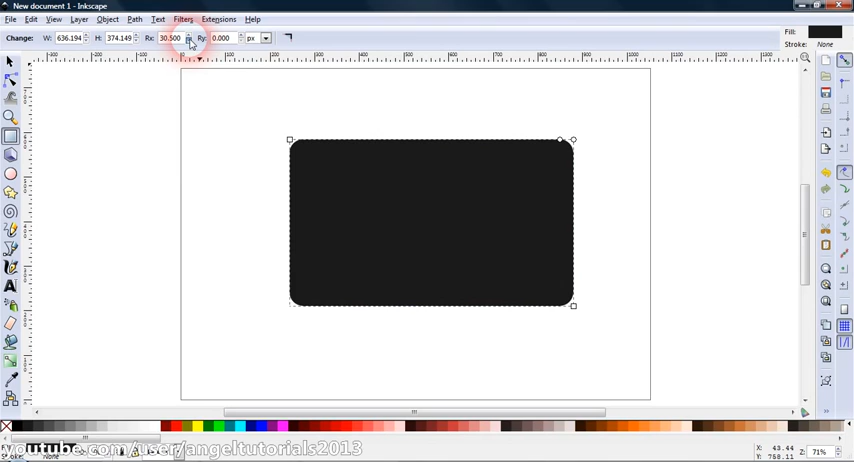 New document 1 - Inkscape
File Edit View Layer Object Path Text Filters Extensions Help
Change: W: 636.194 H: 374.149 Rx: 30.500 Ry: 0.000 px
Fill:
Stroke: None
youtube.com/user/angeltutorials2013
X: 43.44
Y: 758.11
Z: 71%